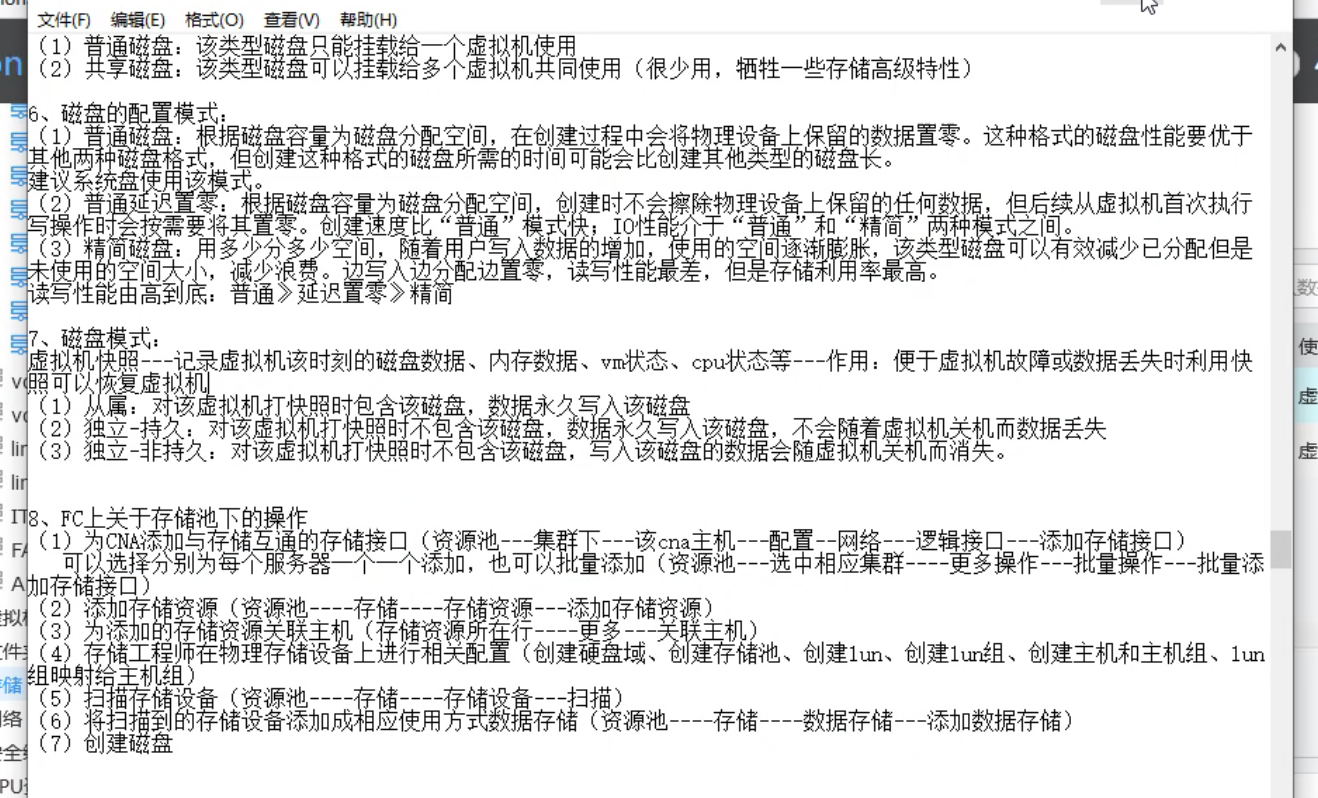 文件(F) 编辑(E) 格式(O) 查看(V) 帮助(H)
（1）普通磁盘：该类型磁盘只能挂载给一个虚拟机使用
（2）共享磁盘：该类型磁盘可以挂载给多个虚拟机共同使用（很少用，牺牲一些存储高级特性）
6、磁盘的配置模式：
（1）普通磁盘：根据磁盘容量为磁盘分配空间，在创建过程中会将物理设备上保留的数据置零。这种格式的磁盘性能要优于
其他两种磁盘格式，但创建这种格式的磁盘所需的时间可能会比创建其他类型的磁盘长。
建议系统盘使用该模式。
（2）普通延迟置零：根据磁盘容量为磁盘分配空间，创建时不会擦除物理设备上保留的任何数据，但后续从虚拟机首次执行
写操作时会按需要将其置零。创建速度比“普通”模式快；IO性能介于“普通”和“精简”两种模式之间。
（3）精简磁盘：用多少分多少空间，随着用户写入数据的增加，使用的空间逐渐膨胀，该类型磁盘可以有效减少已分配但是
未使用的空间大小，减少浪费。边写入边分配边置零，读写性能最差，但是存储利用率最高。
读写性能由高到底：普通》延迟置零》精简
7、磁盘模式：
虚拟机快照---记录虚拟机该时刻的磁盘数据、内存数据、vm状态、cpu状态等---作用：便于虚拟机故障或数据丢失时利用快
照可以恢复虚拟机
（1）从属：对该虚拟机打快照时包含该磁盘，数据永久写入该磁盘
（2）独立-持久：对该虚拟机打快照时不包含该磁盘，数据永久写入该磁盘，不会随着虚拟机关机而数据丢失
（3）独立-非持久：对该虚拟机打快照时不包含该磁盘，写入该磁盘的数据会随虚拟机关机而消失。
8、FC上关于存储池下的操作
（1）为CNA添加与存储互通的存储接口（资源池---集群下---该cna主机---配置--网络---逻辑接口---添加存储接口）
可以选择分别为每个服务器一个一个添加，也可以批量添加（资源池---选中相应集群----更多操作---批量操作---批量添
加存储接口）
（2）添加存储资源（资源池----存储----存储资源---添加存储资源）
（3）为添加的存储资源关联主机（存储资源所在行----更多---关联主机）
（4）存储工程师在物理存储设备上进行相关配置（创建硬盘域、创建存储池、创建lun、创建lun组、创建主机和主机组、lun
组映射给主机组）
（5）扫描存储设备（资源池----存储----存储设备---扫描）
（6）将扫描到的存储设备添加成相应使用方式数据存储（资源池----存储----数据存储---添加数据存储）
（7）创建磁盘